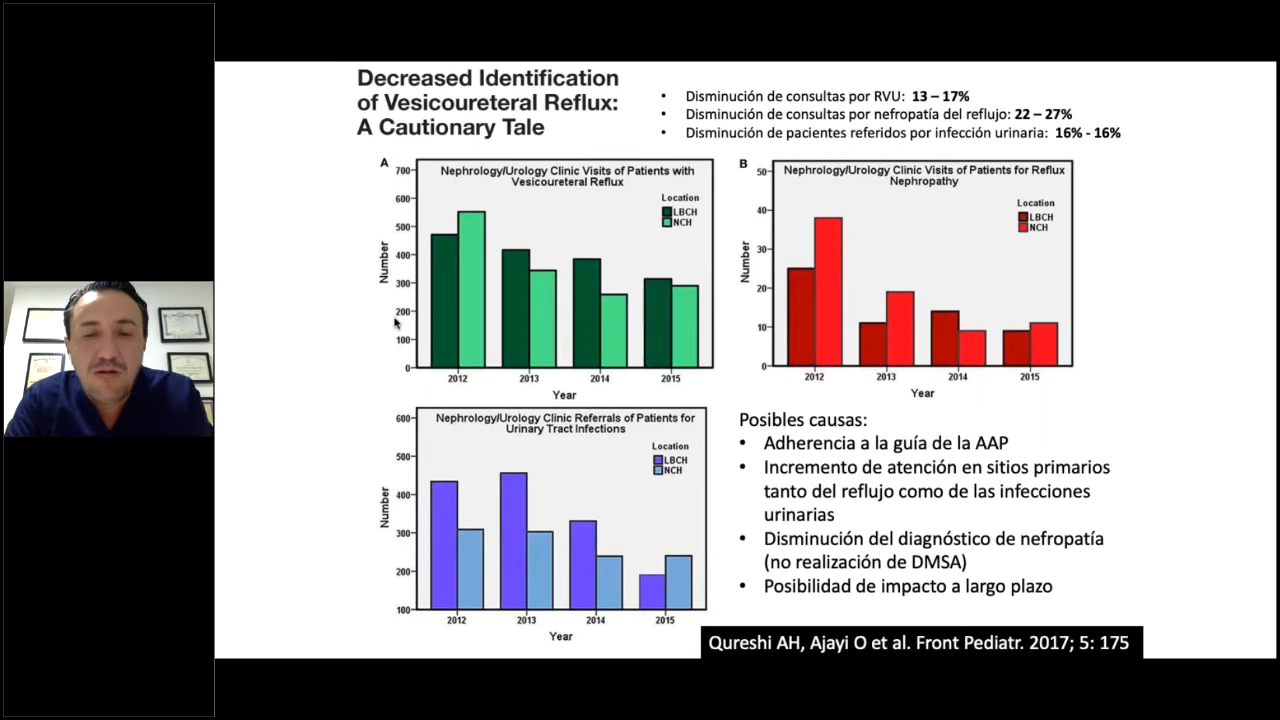 Decreased Identification
of Vesicoureteral Reflux:
A Cautionary Tale
• Disminución de consultas por RVU: 13 – 17%
• Disminución de consultas por nefropatía del reflujo: 22 – 27%
• Disminución de pacientes referidos por infección urinaria: 16% - 16%
A
Nephrology/Urology Clinic Visits of Patients with
Vesicoureteral Reflux
Location
LBCH
NCH
Number
700
600
500
400
300
200
100
0
2012 2013 2014 2015
Year
B
Nephrology/Urology Clinic Visits of Patients for Reflux
Nephropathy
Location
LBCH
NCH
Number
50
40
30
20
10
0
2012 2013 2014 2015
Year
Nephrology/Urology Clinic Referrals of Patients for
Urinary Tract Infections
Location
LBCH
NCH
Number
600
500
400
300
200
100
2012 2013 2014 2015
Year
Posibles causas:
• Adherencia a la guía de la AAP
• Incremento de atención en sitios primarios
tanto del reflujo como de las infecciones
urinarias
• Disminución del diagnóstico de nefropatía
(no realización de DMSA)
• Posibilidad de impacto a largo plazo
Qureshi AH, Ajayi O et al. Front Pediatr. 2017; 5: 175